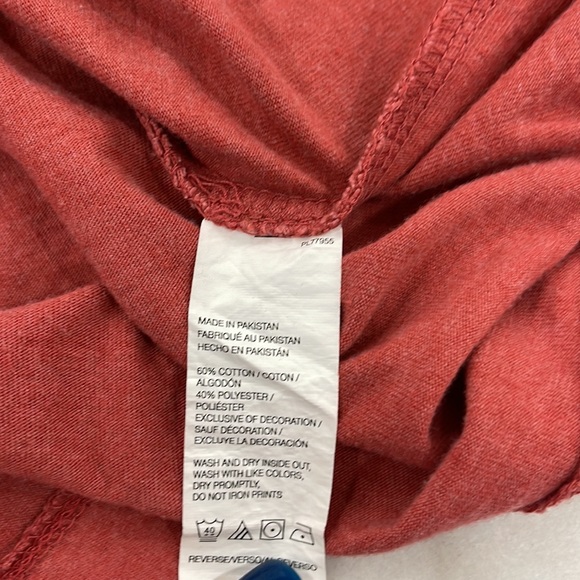 PL77955
MADE IN PAKISTAN
FABRIQUÉ AU PAKISTAN
HECHO EN PAKISTÁN
60% COTTON / COTON /
ALGODÓN
40% POLYESTER /
POLIÉSTER
EXCLUSIVE OF DECORATION /
SAUF DÉCORATION /
EXCLUYE LA DECORACIÓN
WASH AND DRY INSIDE OUT,
WASH WITH LIKE COLORS,
DRY PROMPTLY,
DO NOT IRON PRINTS
40
REVERSE/VERSO/